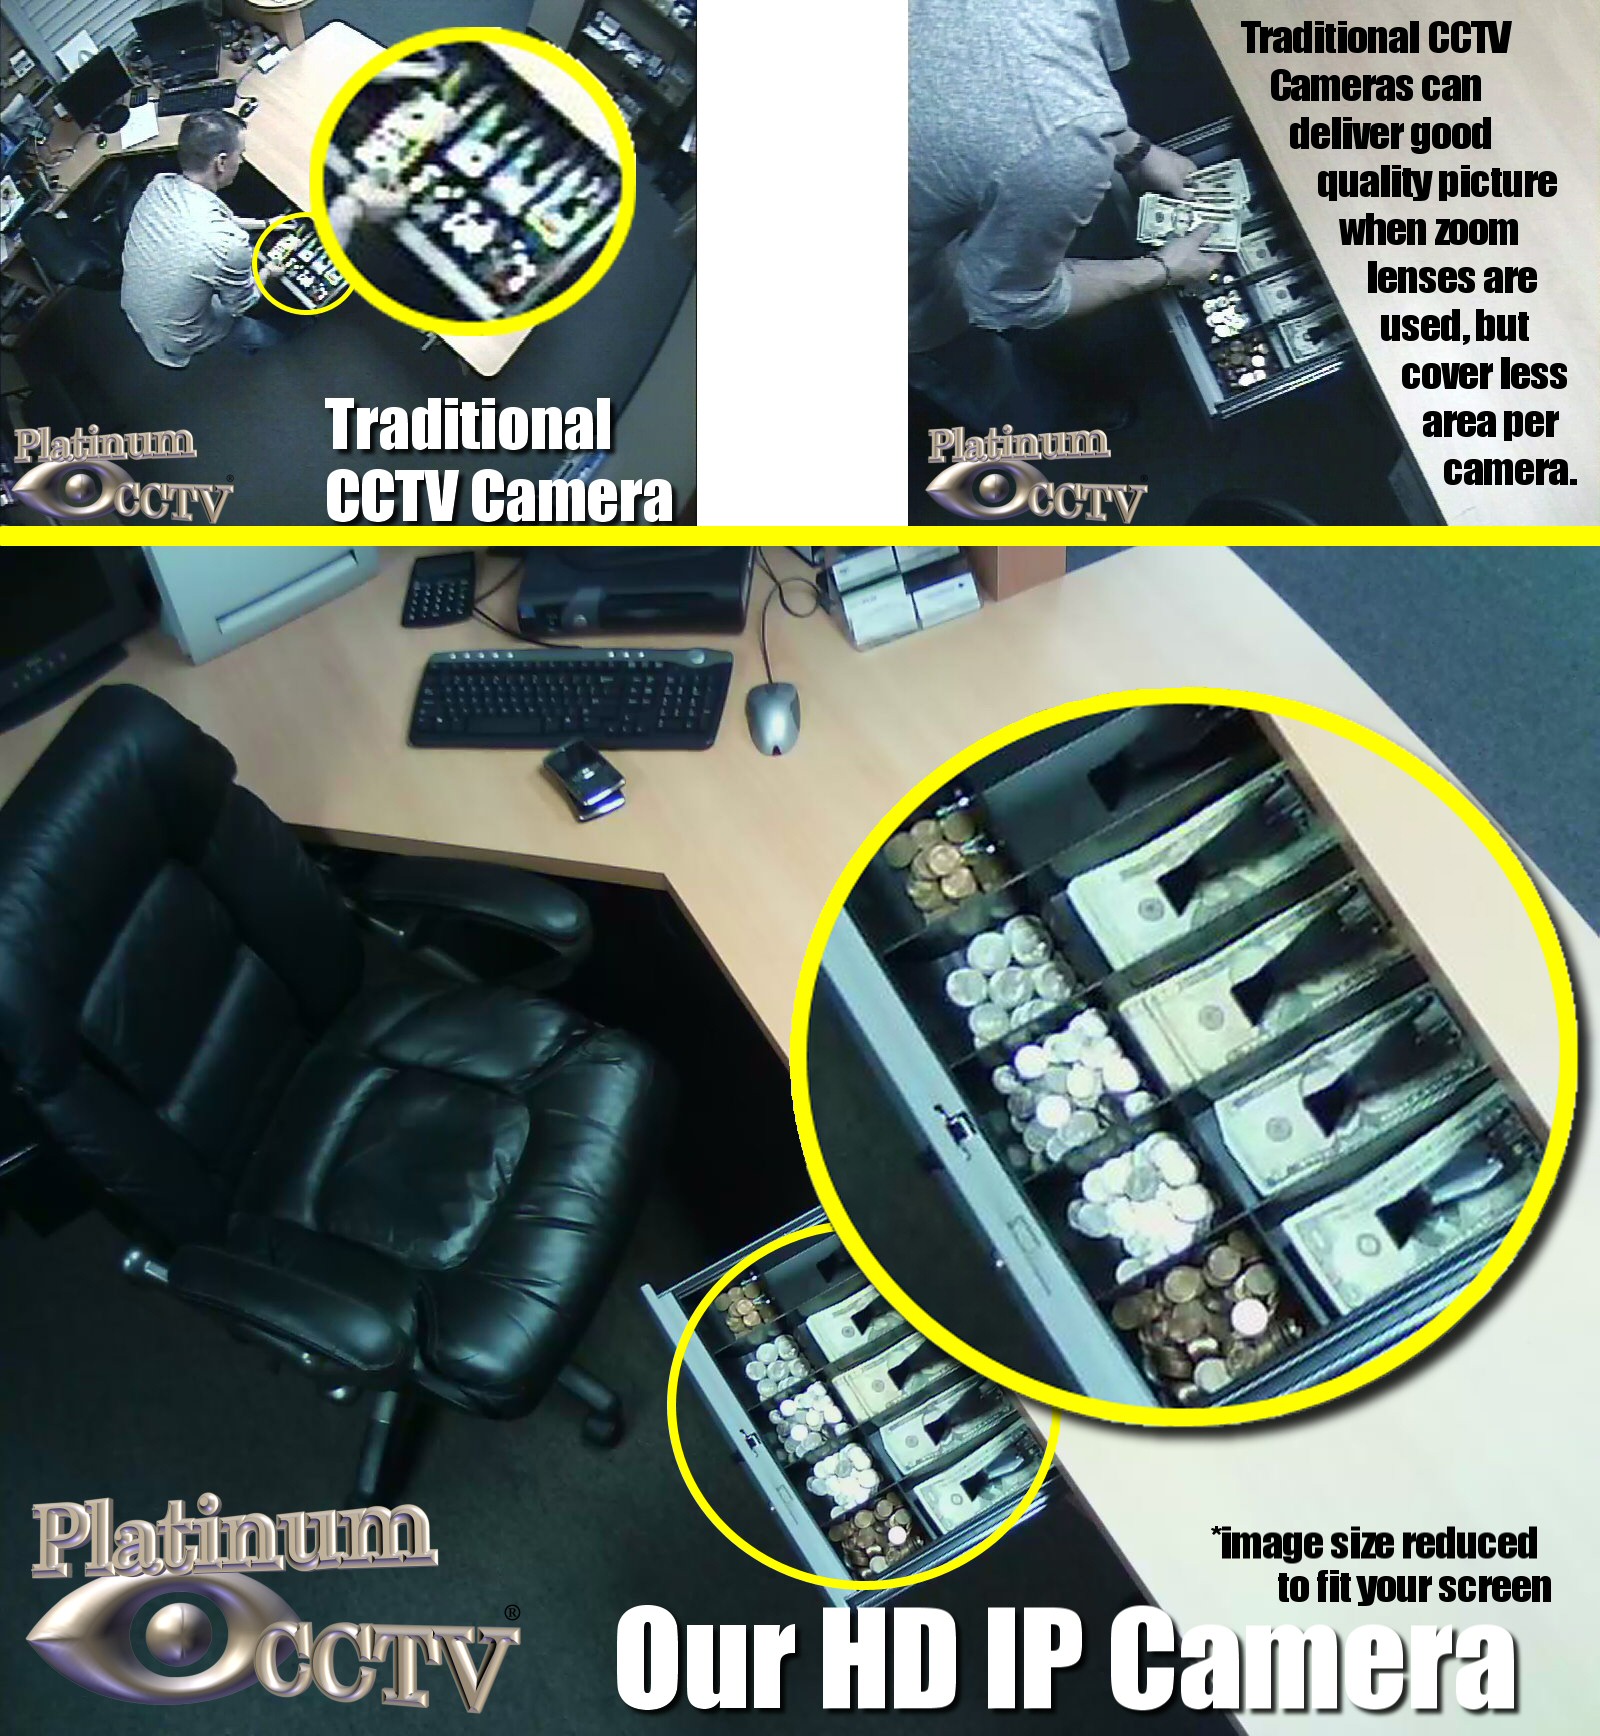 Traditional
CCTV Camera
Platinum
CCTV
Traditional CCTV
Cameras can
deliver good
quality picture
when zoom
lenses are
used, but
cover less
area per
camera.
Platinum
CCTV
*image size reduced
to fit your screen
Platinum
CCTV®
Our HD IP Camera